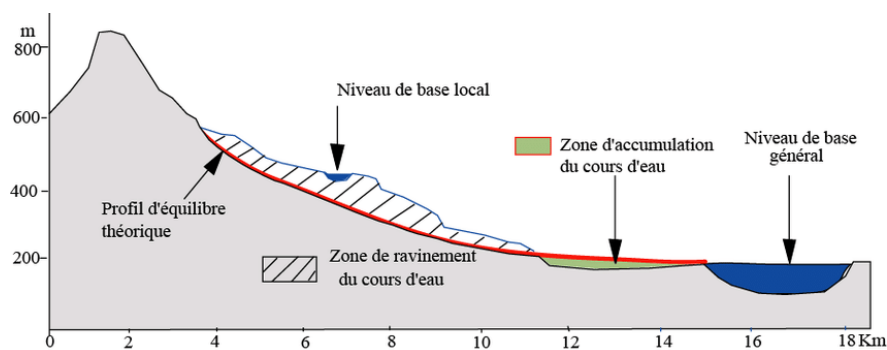 m
800
600
400
200
Niveau de base local
Zone d'accumulation
du cours d'eau
Niveau de base
général
Profil d'équilibre
théorique
Zone de ravinement
du cours d'eau
0 2 4 6 8 10 12 14 16 18 Km